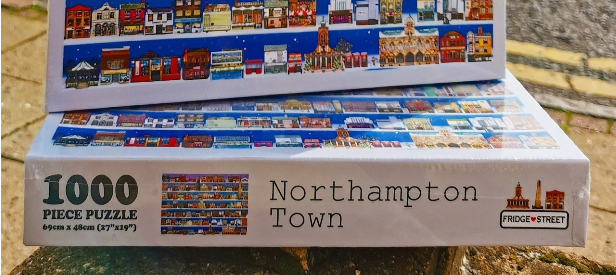 1000
PIECE PUZZLE
69cm x 48cm (27"x19")
Northampton
Town
FRIDGE♥STREET